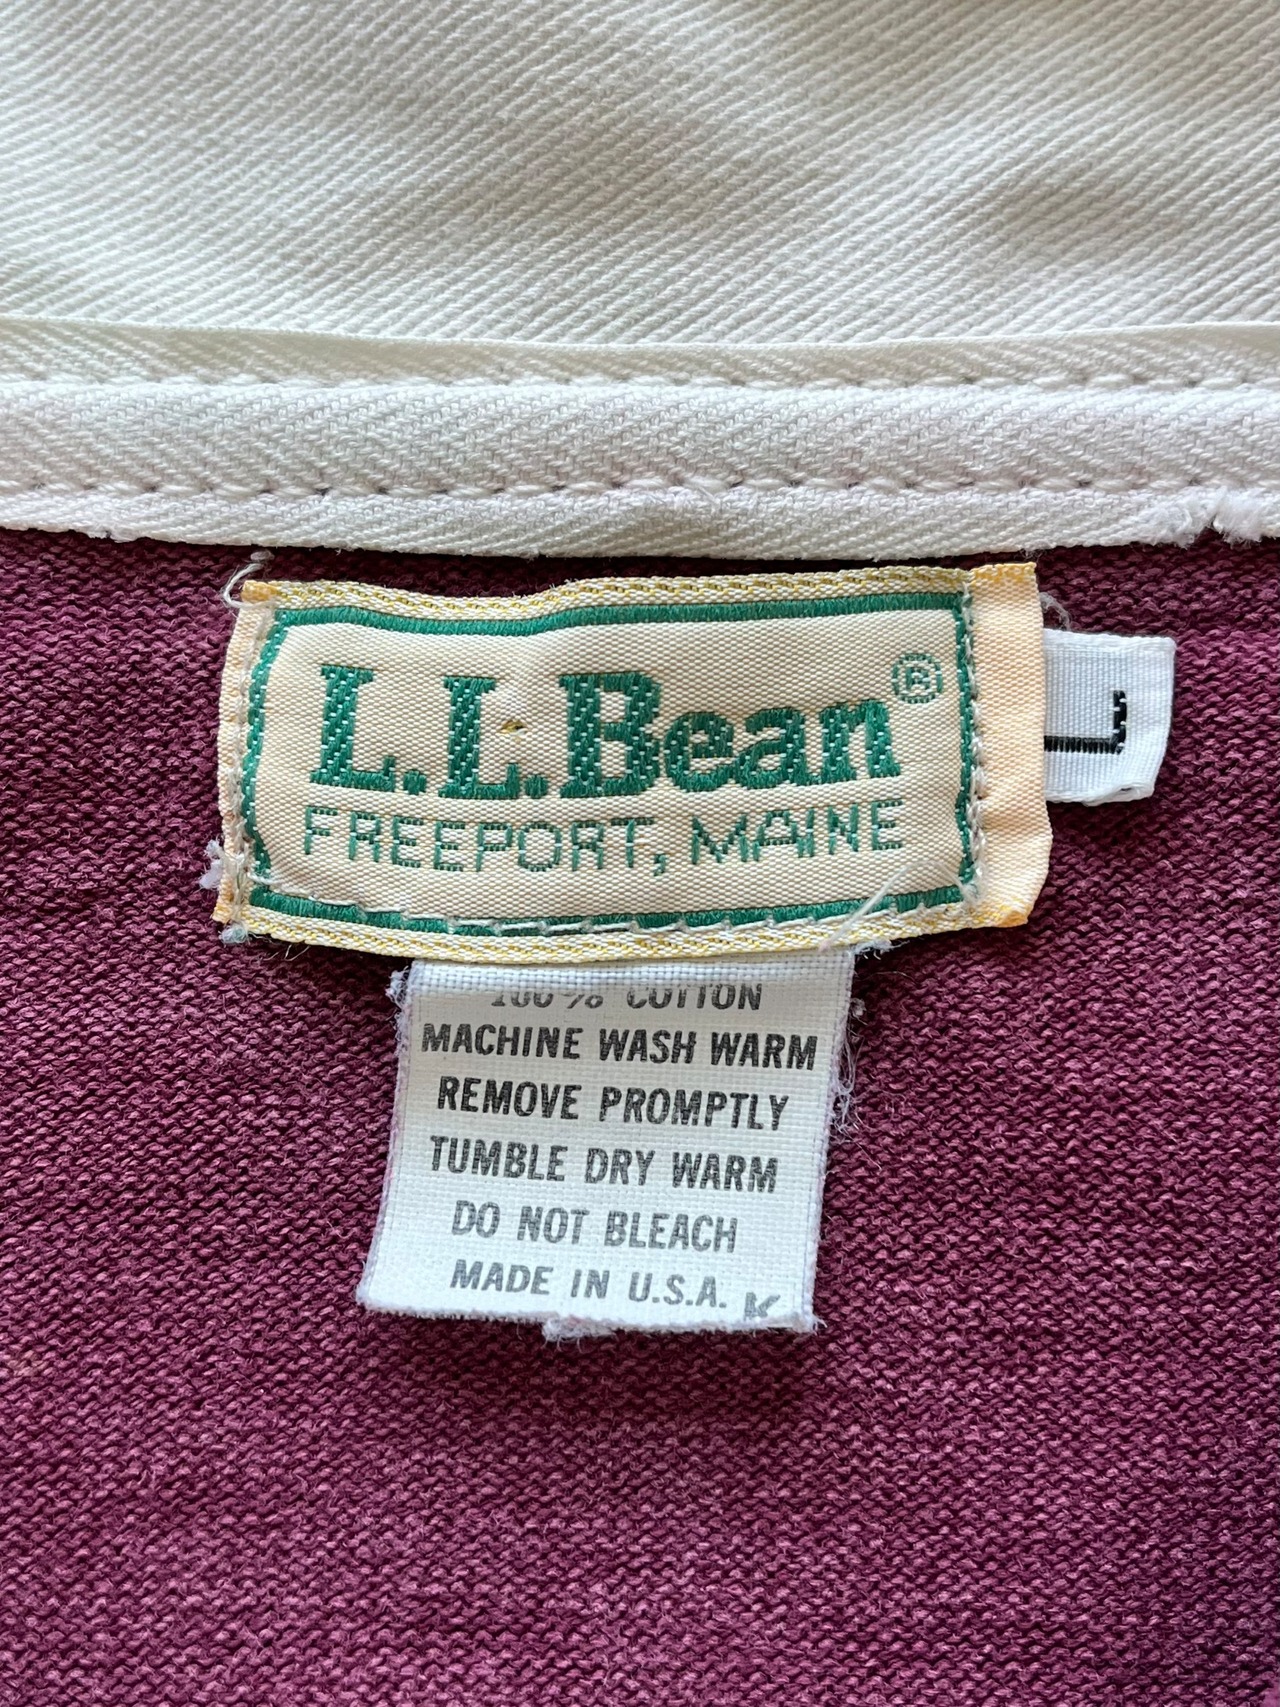 L.L.Bean®
FREEPORT, MAINE
L
100% COTTON
MACHINE WASH WARM
REMOVE PROMPTLY
TUMBLE DRY WARM
DO NOT BLEACH
MADE IN U.S.A. K